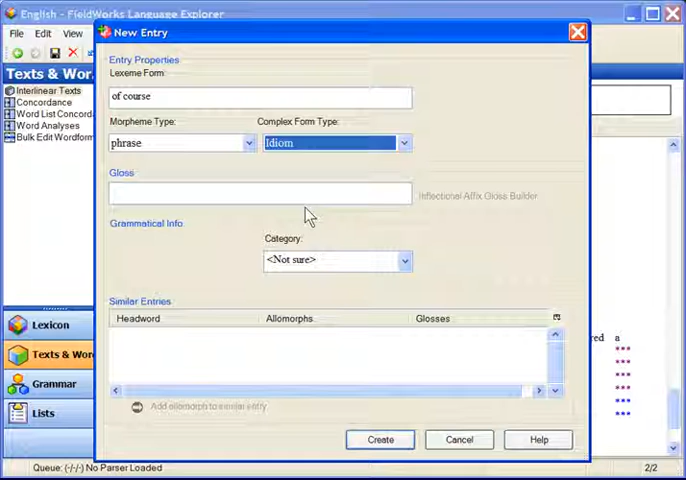 English - FieldWorks Language Explorer
File Edit View
New Entry
Texts & Wor
Interlinear Texts
Concordance
Word List Concord
Word Analyses
Bulk Edit Wordform
Entry Properties
Lexeme Form:
of course
Morpheme Type:
Complex Form Type:
phrase
Idiom
Gloss
Inflectional Affix Gloss Builder
Grammatical Info.
Category:
<Not sure>
Similar Entries
Headword Allomorphs Glosses
Add allomorph to similar entry
Create Cancel Help
Lexicon
Texts & Wor
Grammar
Lists
red a
***
***
***
***
***
***
Queue: (-/-/-) No Parser Loaded
2/2